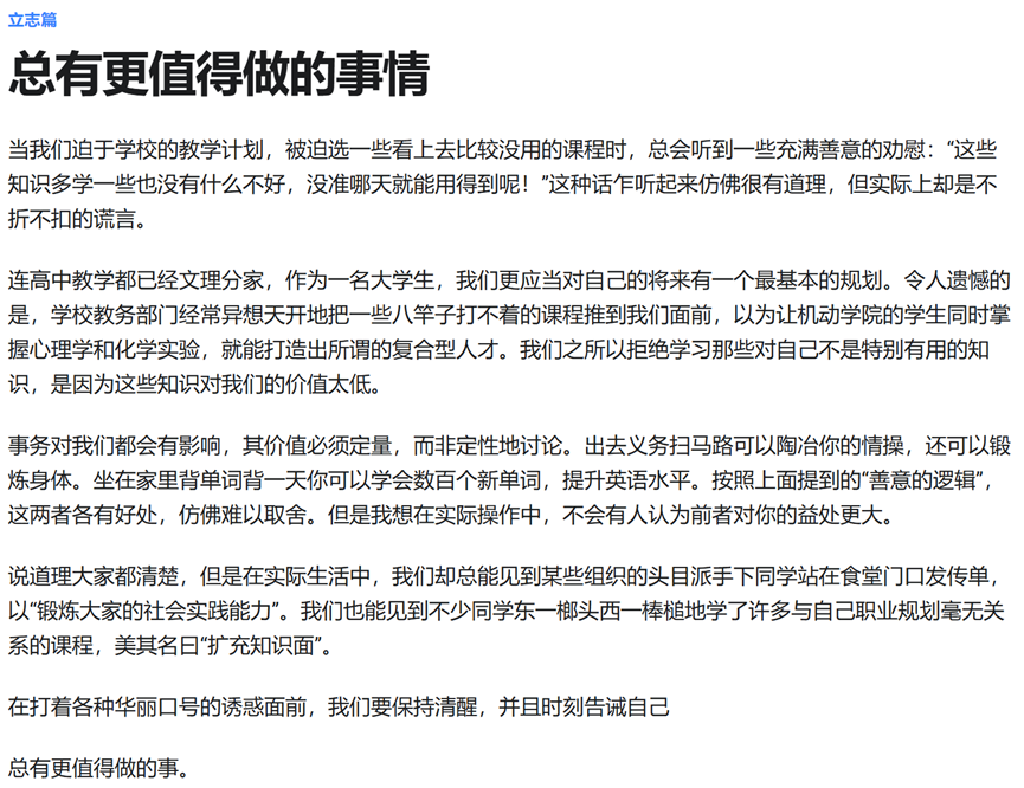 立志篇
总有更值得做的事情
当我们迫于学校的教学计划，被迫选一些看上去比较没用的课程时，总会听到一些充满善意的劝慰：“这些
知识多学一些也没有什么不好，没准哪天就能用得到呢！”这种话乍听起来仿佛很有道理，但实际上却是不
折不扣的谎言。
连高中教学都已经文理分家，作为一名大学生，我们更应当对自己的将来有一个最基本的规划。令人遗憾的
是，学校教务部门经常异想天开地把一些八竿子打不着的课程推到我们面前，以为让机动学院的学生同时掌
握心理学和化学实验，就能打造出所谓的复合型人才。我们之所以拒绝学习那些对自己不是特别有用的知
识，是因为这些知识对我们的价值太低。
事务对我们都会有影响，其价值必须定量，而非定性地讨论。出去义务扫马路可以陶冶你的情操，还可以锻
炼身体。坐在家里背单词背一天你可以学会数百个新单词，提升英语水平。按照上面提到的“善意的逻辑”，
这两者各有好处，仿佛难以取舍。但是我想在实际操作中，不会有人认为前者对你的益处更大。
说道理大家都清楚，但是在实际生活中，我们却总能见到某些组织的头目派手下同学站在食堂门口发传单，
以“锻炼大家的社会实践能力”。我们也能见到不少同学东一榔头西一棒槌地学了许多与自己职业规划毫无关
系的课程，美其名曰“扩充知识面”。
在打着各种华丽口号的诱惑面前，我们要保持清醒，并且时刻告诫自己
总有更值得做的事。